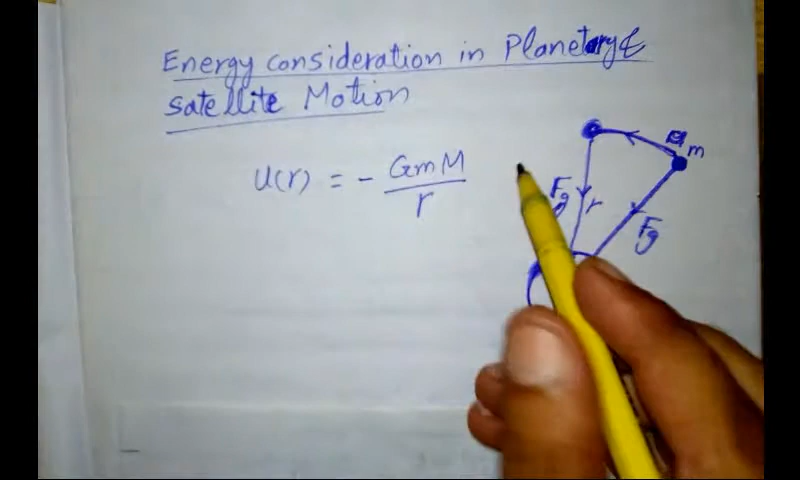 Energy consideration in Planetary &
satellite Motion
U(r) = - GmM / r
m
Fg r Fg